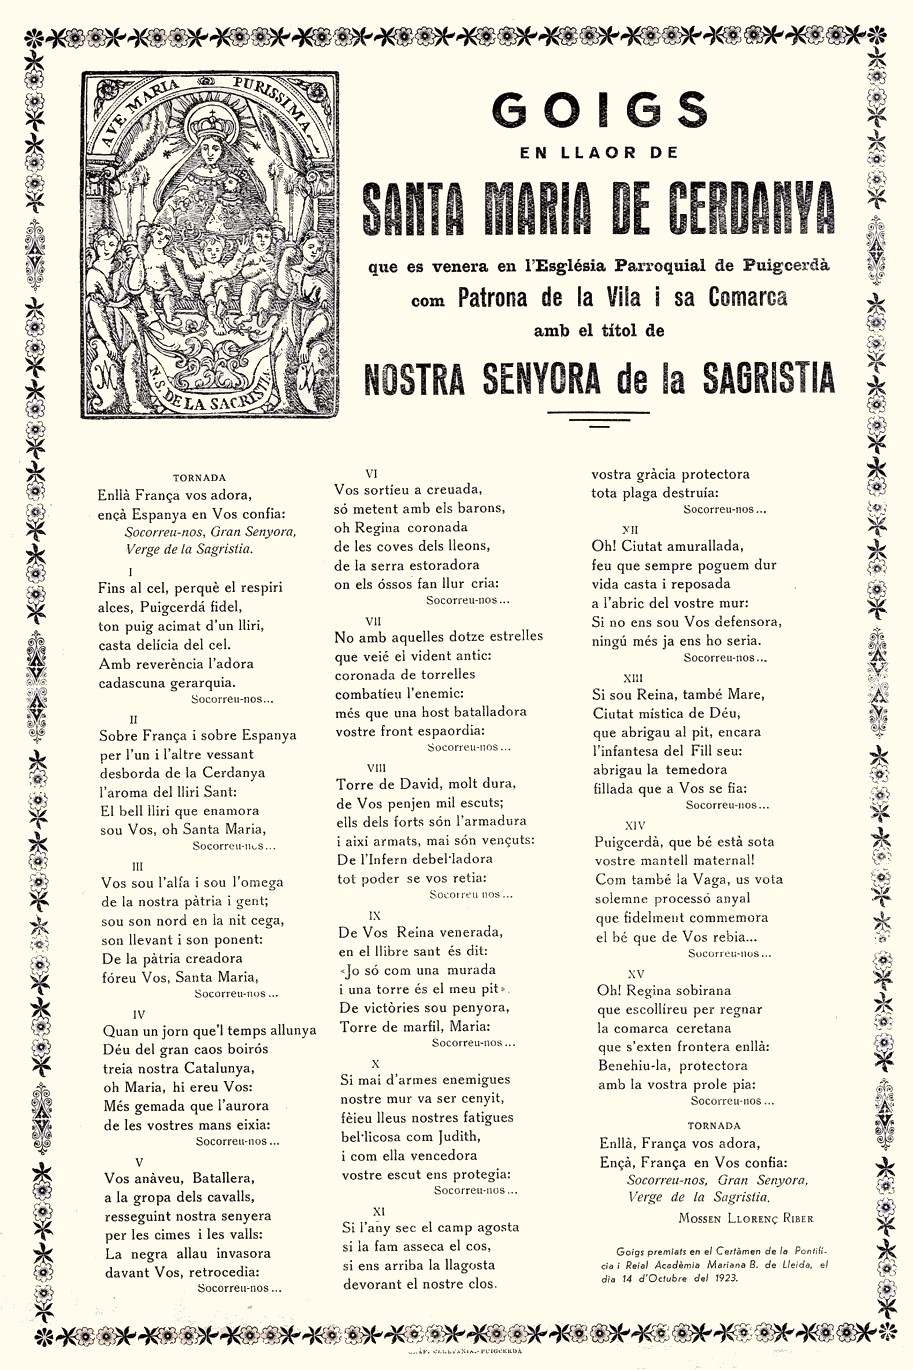 AVE MARIA PURISSIMA
N. S. DE LA SACRISTIA
GOIGS
EN LLAOR DE
SANTA MARIA DE CERDANYA
que es venera en l'Església Parroquial de Puigcerdà
com Patrona de la Vila i sa Comarca
amb el títol de
NOSTRA SENYORA de la SAGRISTIA
TORNADA
Enllà França vos adora,
ençà Espanya en Vos confia:
Socorreu-nos, Gran Senyora,
Verge de la Sagristia.
I
Fins al cel, perquè el respiri
alces, Puigcerdá fidel,
ton puig acimat d'un lliri,
casta delícia del cel.
Amb reverència l'adora
cadascuna gerarquia.
Socorreu-nos...
II
Sobre França i sobre Espanya
per l'un i l'altre vessant
desborda de la Cerdanya
l'aroma del lliri Sant:
El bell lliri que enamora
sou Vos, oh Santa Maria,
Socorreu-nos...
III
Vos sou l'alfa i sou l'omega
de la nostra pàtria i gent;
sou son nord en la nit cega,
son llevant i son ponent:
De la pàtria creadora
fóreu Vos, Santa Maria,
Socorreu-nos...
IV
Quan un jorn que'l temps allunya
Déu del gran caos boirós
treia nostra Catalunya,
oh Maria, hi ereu Vos:
Més gemada que l'aurora
de les vostres mans eixia:
Socorreu-nos...
V
Vos anàveu, Batallera,
a la gropa dels cavalls,
resseguint nostra senyera
per les cimes i les valls:
La negra allau invasora
davant Vos, retrocedia:
Socorreu-nos...
VI
Vos sortíeu a creuada,
só metent amb els barons,
oh Regina coronada
de les coves dels lleons,
de la serra estoradora
on els óssos fan llur cria:
Socorreu-nos...
VII
No amb aquelles dotze estrelles
que veié el vident antic:
coronada de torrelles
combatíeu l'enemic:
més que una host batalladora
vostre front espaordia:
Socorreu-nos...
VIII
Torre de David, molt dura,
de Vos penjen mil escuts;
ells dels forts són l'armadura
i així armats, mai són vençuts:
De l'Infern debel·ladora
tot poder se vos retia:
Socorreu nos...
IX
De Vos Reina venerada,
en el llibre sant és dit:
«Jo só com una murada
i una torre és el meu pit».
De victòries sou penyora,
Torre de marfil, Maria:
Socorreu-nos...
X
Si mai d'armes enemigues
nostre mur va ser cenyit,
fèieu lleus nostres fatigues
bel·licosa com Judith,
i com ella vencedora
vostre escut ens protegia:
Socorreu-nos...
XI
Si l'any sec el camp agosta
si la fam asseca el cos,
si ens arriba la llagosta
devorant el nostre clos.
vostra gràcia protectora
tota plaga destruía:
Socorreu-nos...
XII
Oh! Ciutat amurallada,
feu que sempre poguem dur
vida casta i reposada
a l'abric del vostre mur:
Si no ens sou Vos defensora,
ningú més ja ens ho seria.
Socorreu-nos...
XIII
Si sou Reina, també Mare,
Ciutat mística de Déu,
que abrigau al pit, encara
l'infantesa del Fill seu:
abrigau la temedora
fillada que a Vos se fia:
Socorreu-nos...
XIV
Puigcerdà, que bé està sota
vostre mantell maternal!
Com també la Vaga, us vota
solemne processó anyal
que fidelment commemora
el bé que de Vos rebia...
Socorreu-nos...
XV
Oh! Regina sobirana
que escollíreu per regnar
la comarca ceretana
que s'exten frontera enllà:
Benehiu-la, protectora
amb la vostra prole pia:
Socorreu-nos...
TORNADA
Enllà, França vos adora,
Ençà, França en Vos confia:
Socorreu-nos, Gran Senyora,
Verge de la Sagristia.
Mossen Llorenç Riber
Goigs premiats en el Certàmen de la Pontifi-
cia i Reial Acadèmia Mariana B. de Lleida, el
dia 14 d'Octubre del 1923.
PUIGCERDÀ